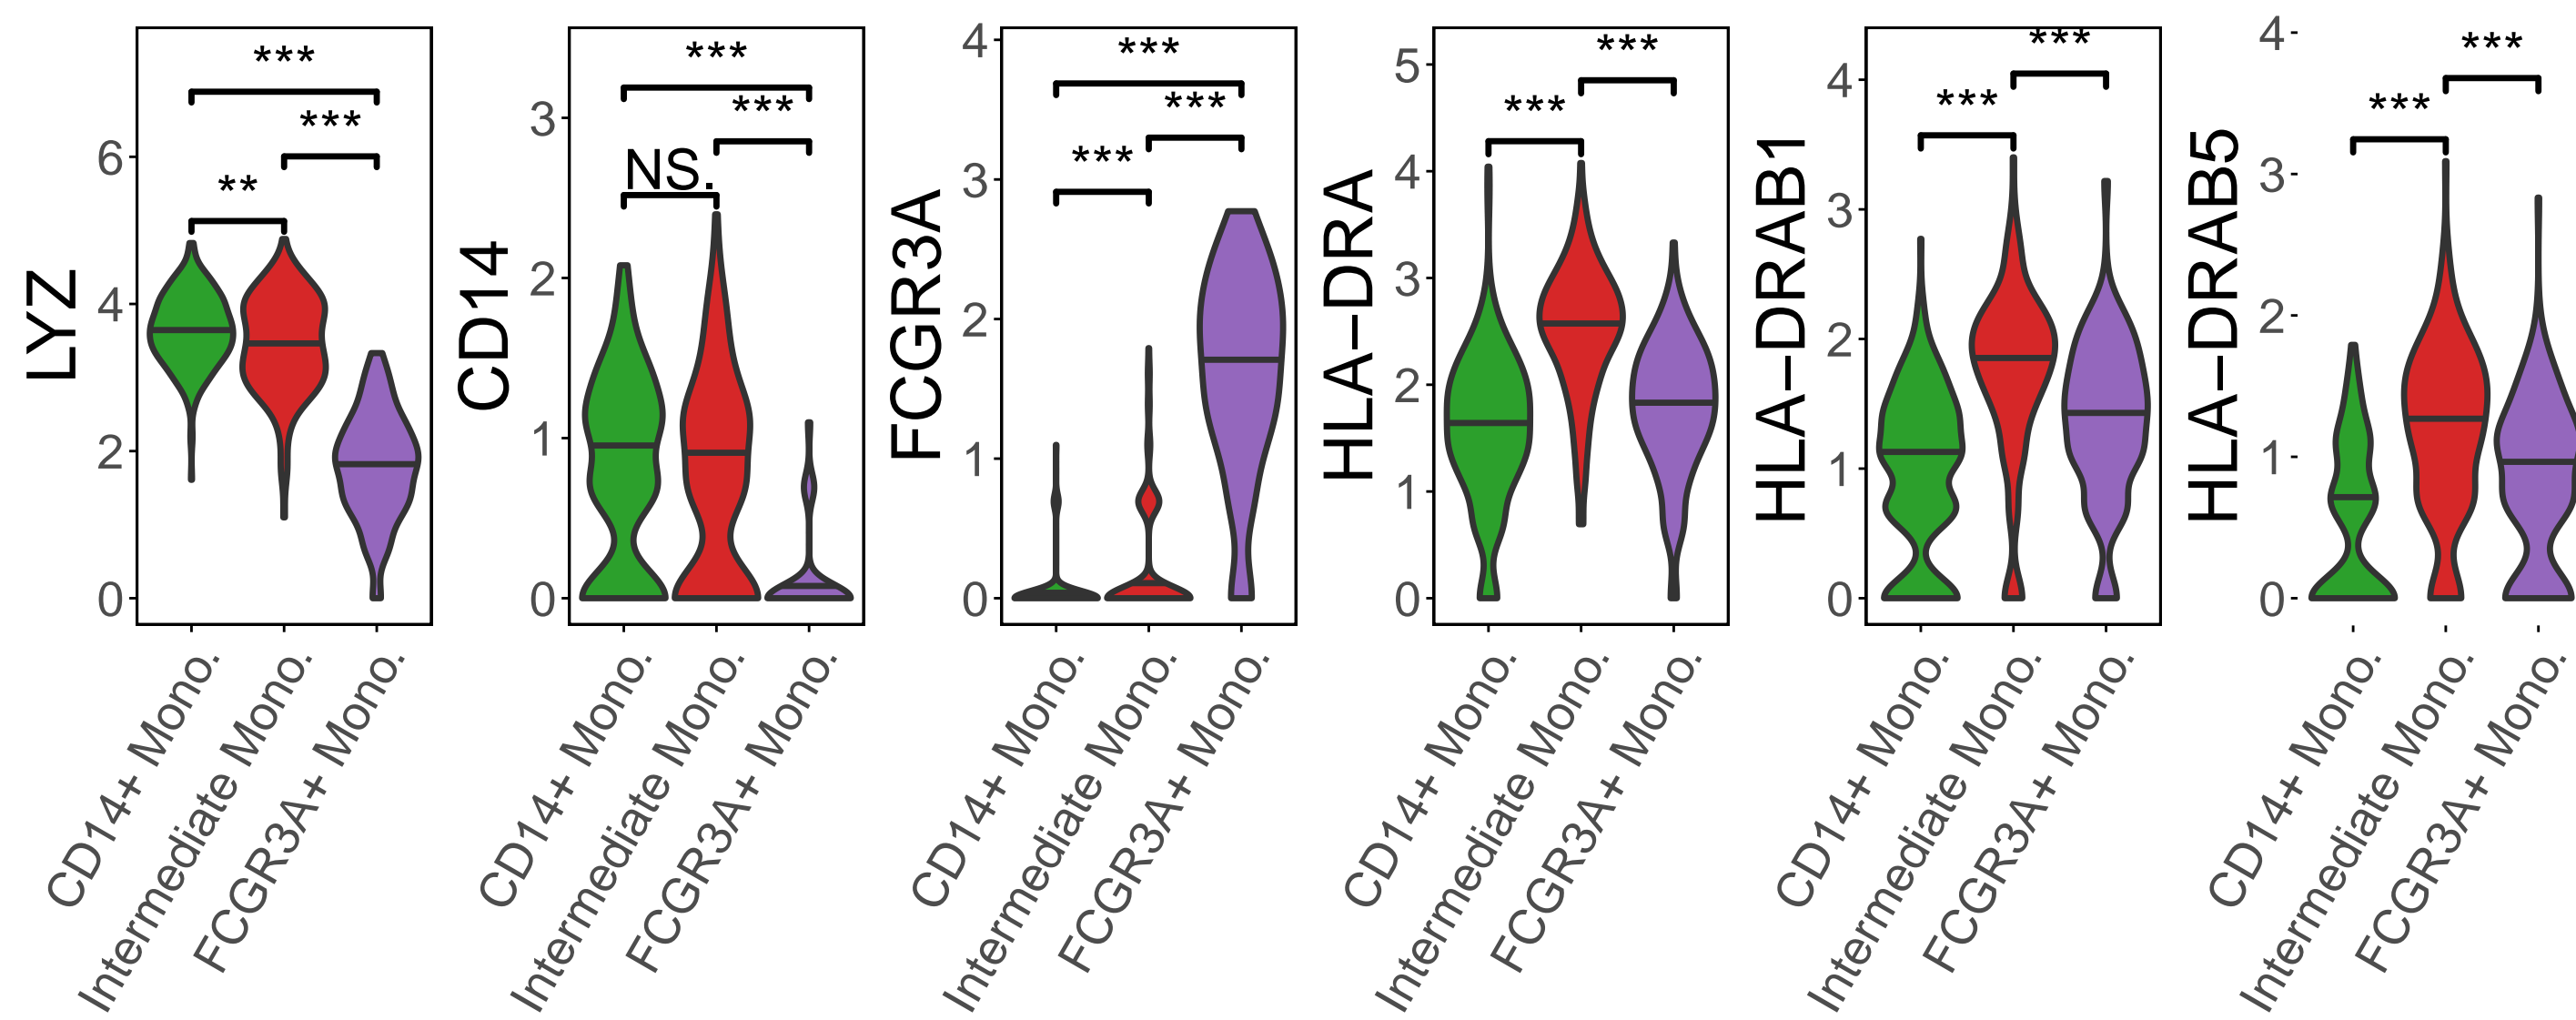 LYZ
6
4
2
0
***
***
**
CD14+ Mono.
Intermediate Mono.
FCGR3A+ Mono.
CD14
3
2
1
0
***
***
NS.
CD14+ Mono.
Intermediate Mono.
FCGR3A+ Mono.
FCGR3A
4
3
2
1
0
***
***
***
CD14+ Mono.
Intermediate Mono.
FCGR3A+ Mono.
HLA−DRA
5
4
3
2
1
0
***
***
CD14+ Mono.
Intermediate Mono.
FCGR3A+ Mono.
HLA−DRAB1
4
3
2
1
0
***
***
CD14+ Mono.
Intermediate Mono.
FCGR3A+ Mono.
HLA−DRAB5
4
3
2
1
0
***
***
CD14+ Mono.
Intermediate Mono.
FCGR3A+ Mono.